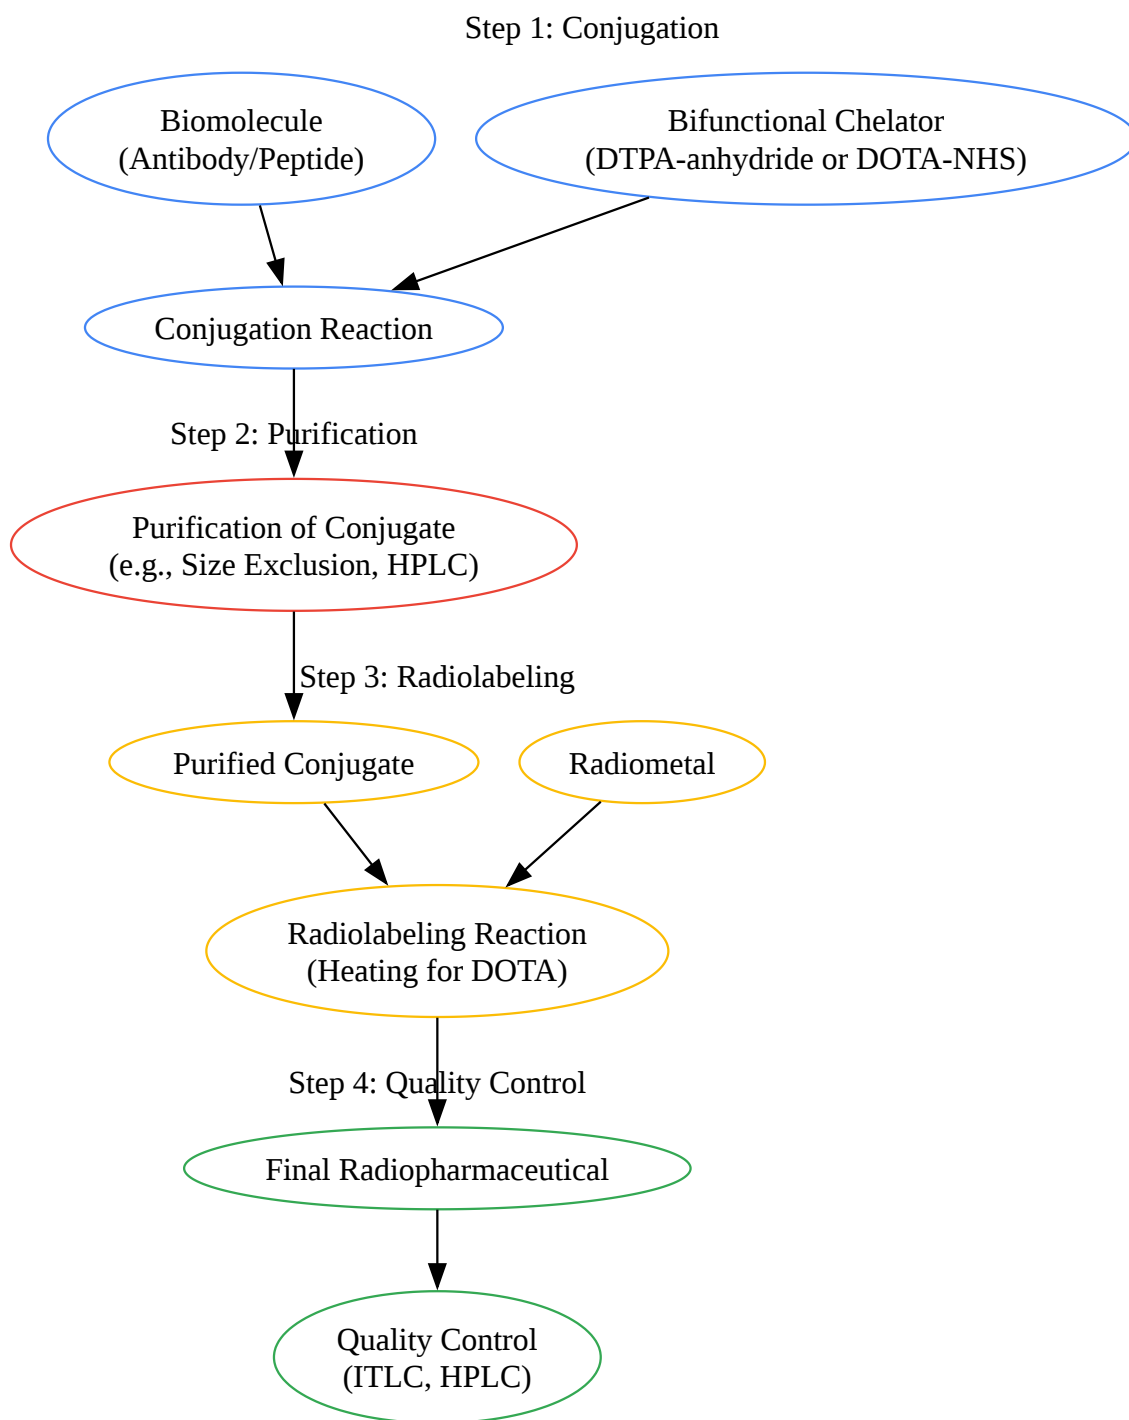 Step 1: Conjugation
Biomolecule
(Antibody/Peptide)
Bifunctional Chelator
(DTPA-anhydride or DOTA-NHS)
Conjugation Reaction
Step 2: Purification
Purification of Conjugate
(e.g., Size Exclusion, HPLC)
Step 3: Radiolabeling
Purified Conjugate
Radiometal
Radiolabeling Reaction
(Heating for DOTA)
Step 4: Quality Control
Final Radiopharmaceutical
Quality Control
(ITLC, HPLC)